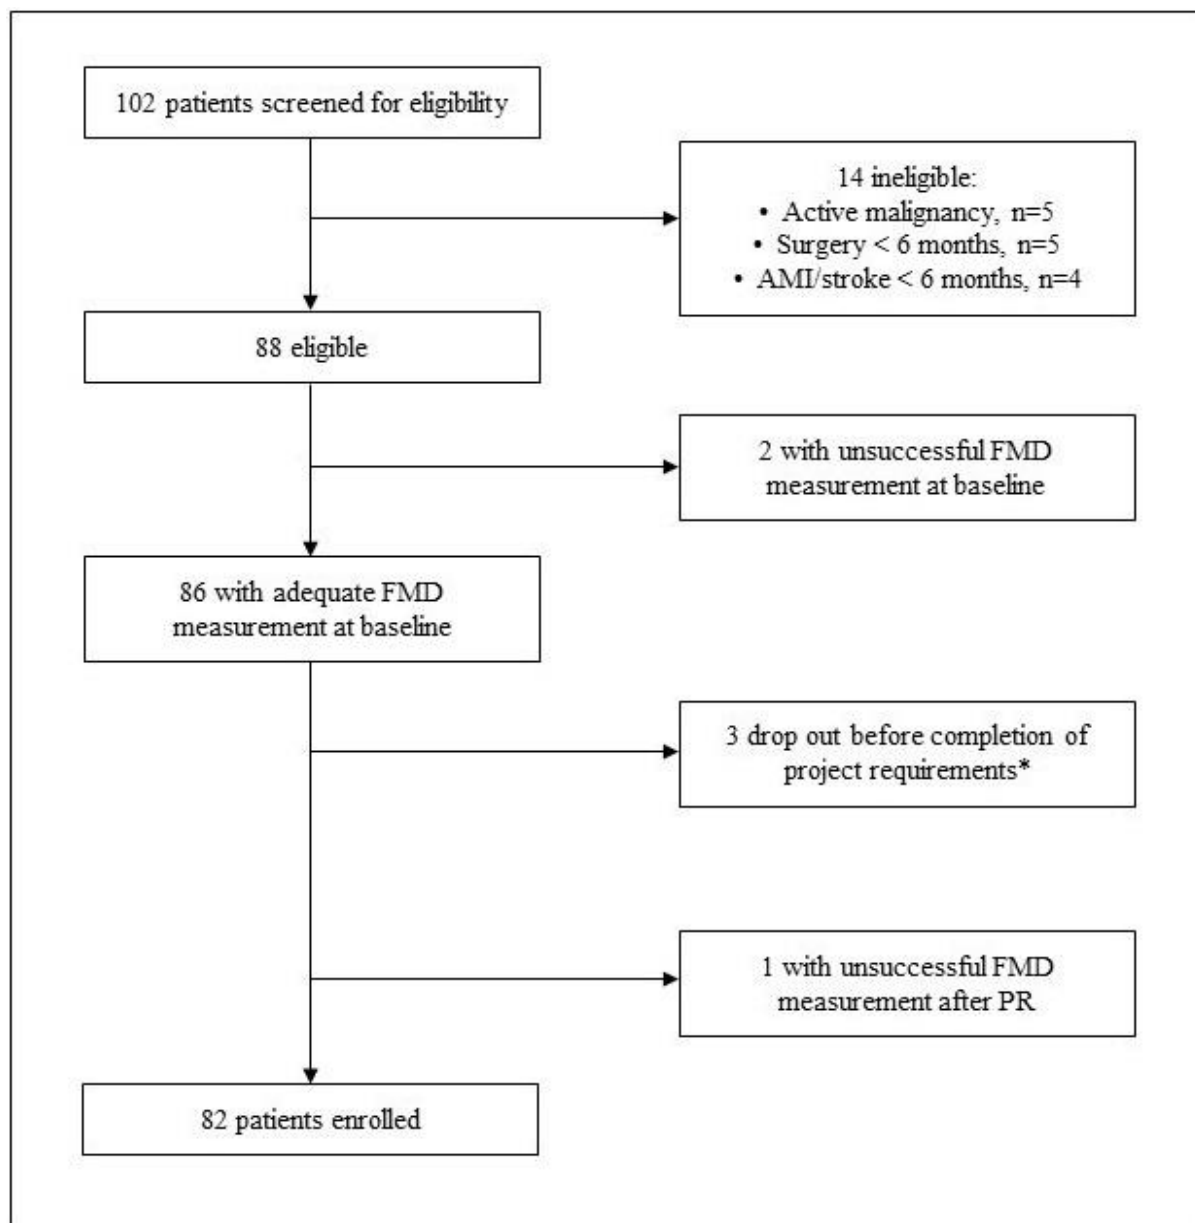 102 patients screened for eligibility
14 ineligible:
• Active malignancy, n=5
• Surgery < 6 months, n=5
• AMI/stroke < 6 months, n=4
88 eligible
2 with unsuccessful FMD
measurement at baseline
86 with adequate FMD
measurement at baseline
3 drop out before completion of
project requirements*
1 with unsuccessful FMD
measurement after PR
82 patients enrolled